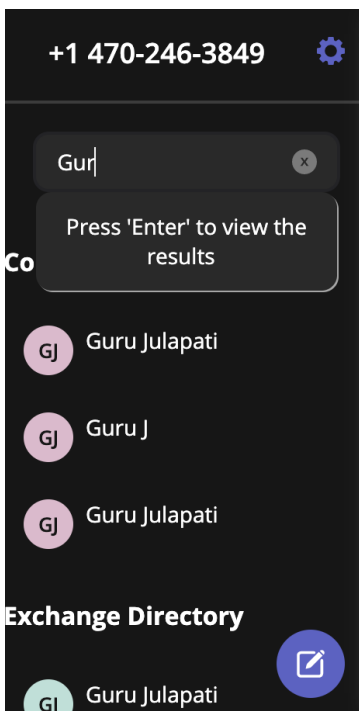 +1 470-246-3849
Gur
x
Press 'Enter' to view the
results
Co
GJ
Guru Julapati
GJ
Guru J
GJ
Guru Julapati
Exchange Directory
GJ
Guru Julapati